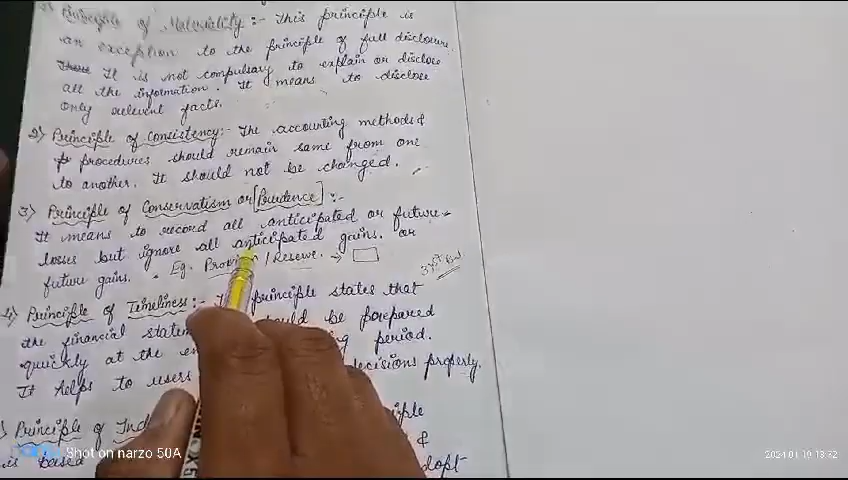 Principle of Materiality :- This principle is
an exception to the principle of full disclosure.
It is not compulsary to explain or disclose
all the information. It means to disclose
only relevent facts.
2) Principle of Consistency:- The accounting methods &
procedures should remain same from one
to another. It should not be changed.
3) Principle of Conservatism or [Prudence] :-
It means to record all anticipated or future
losses but ignore all anticipated gains. or
future gains. Eg. / Reserve. →
4) Principle of Timeliness :- principle states that
the financial be prepared
quickly at the period.
It helps to users decisions properly.
Principle of
&
is based
Shot on narzo 50A
2024.01.10 13:32